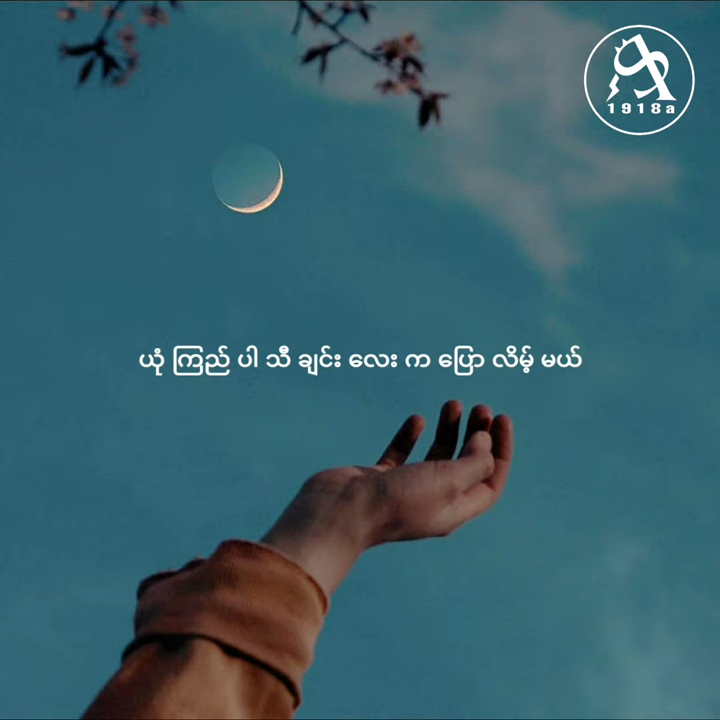 1918a
ယုံ ကြည် ပါ သီ ချင်း လေး က ပြော လိမ့် မယ်